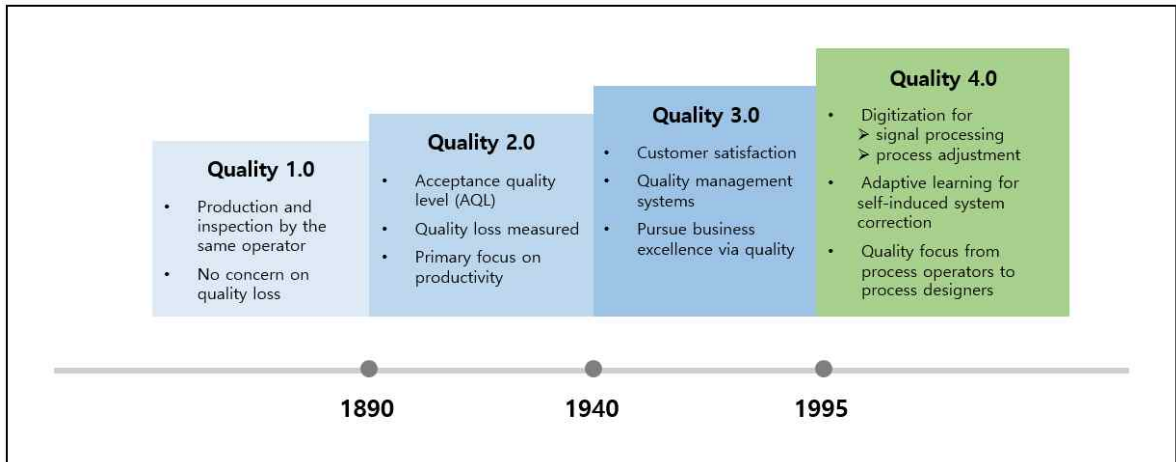 Quality 1.0
• Production and
inspection by the
same operator
• No concern on
quality loss
Quality 2.0
• Acceptance quality
level (AQL)
• Quality loss measured
• Primary focus on
productivity
Quality 3.0
• Customer satisfaction
• Quality management
systems
• Pursue business
excellence via quality
Quality 4.0
• Digitization for
➢ signal processing
➢ process adjustment
• Adaptive learning for
self-induced system
correction
• Quality focus from
process operators to
process designers
1890
1940
1995